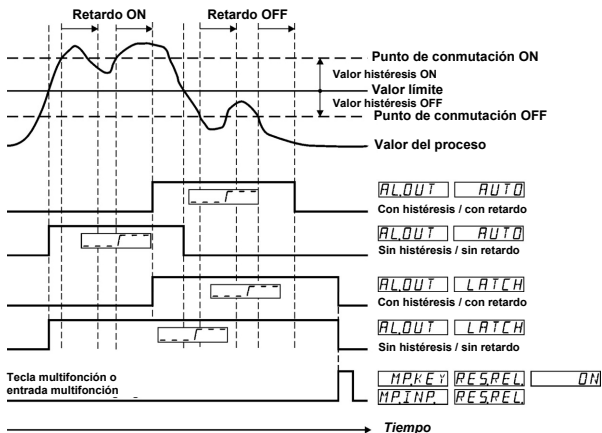 Retardo ON Retardo OFF
Punto de conmutación ON
Valor histéresis ON
Valor límite
Valor histéresis OFF
Punto de conmutación OFF
Valor del proceso
AL.OUT AUTO
Con histéresis / con retardo
AL.OUT AUTO
Sin histéresis / sin retardo
AL.OUT LATCH
Con histéresis / con retardo
AL.OUT LATCH
Sin histéresis / sin retardo
Tecla multifonción o
entrada multifonción
MP.KEY RES.REL. ON
MP.INP. RES.REL.
Tiempo